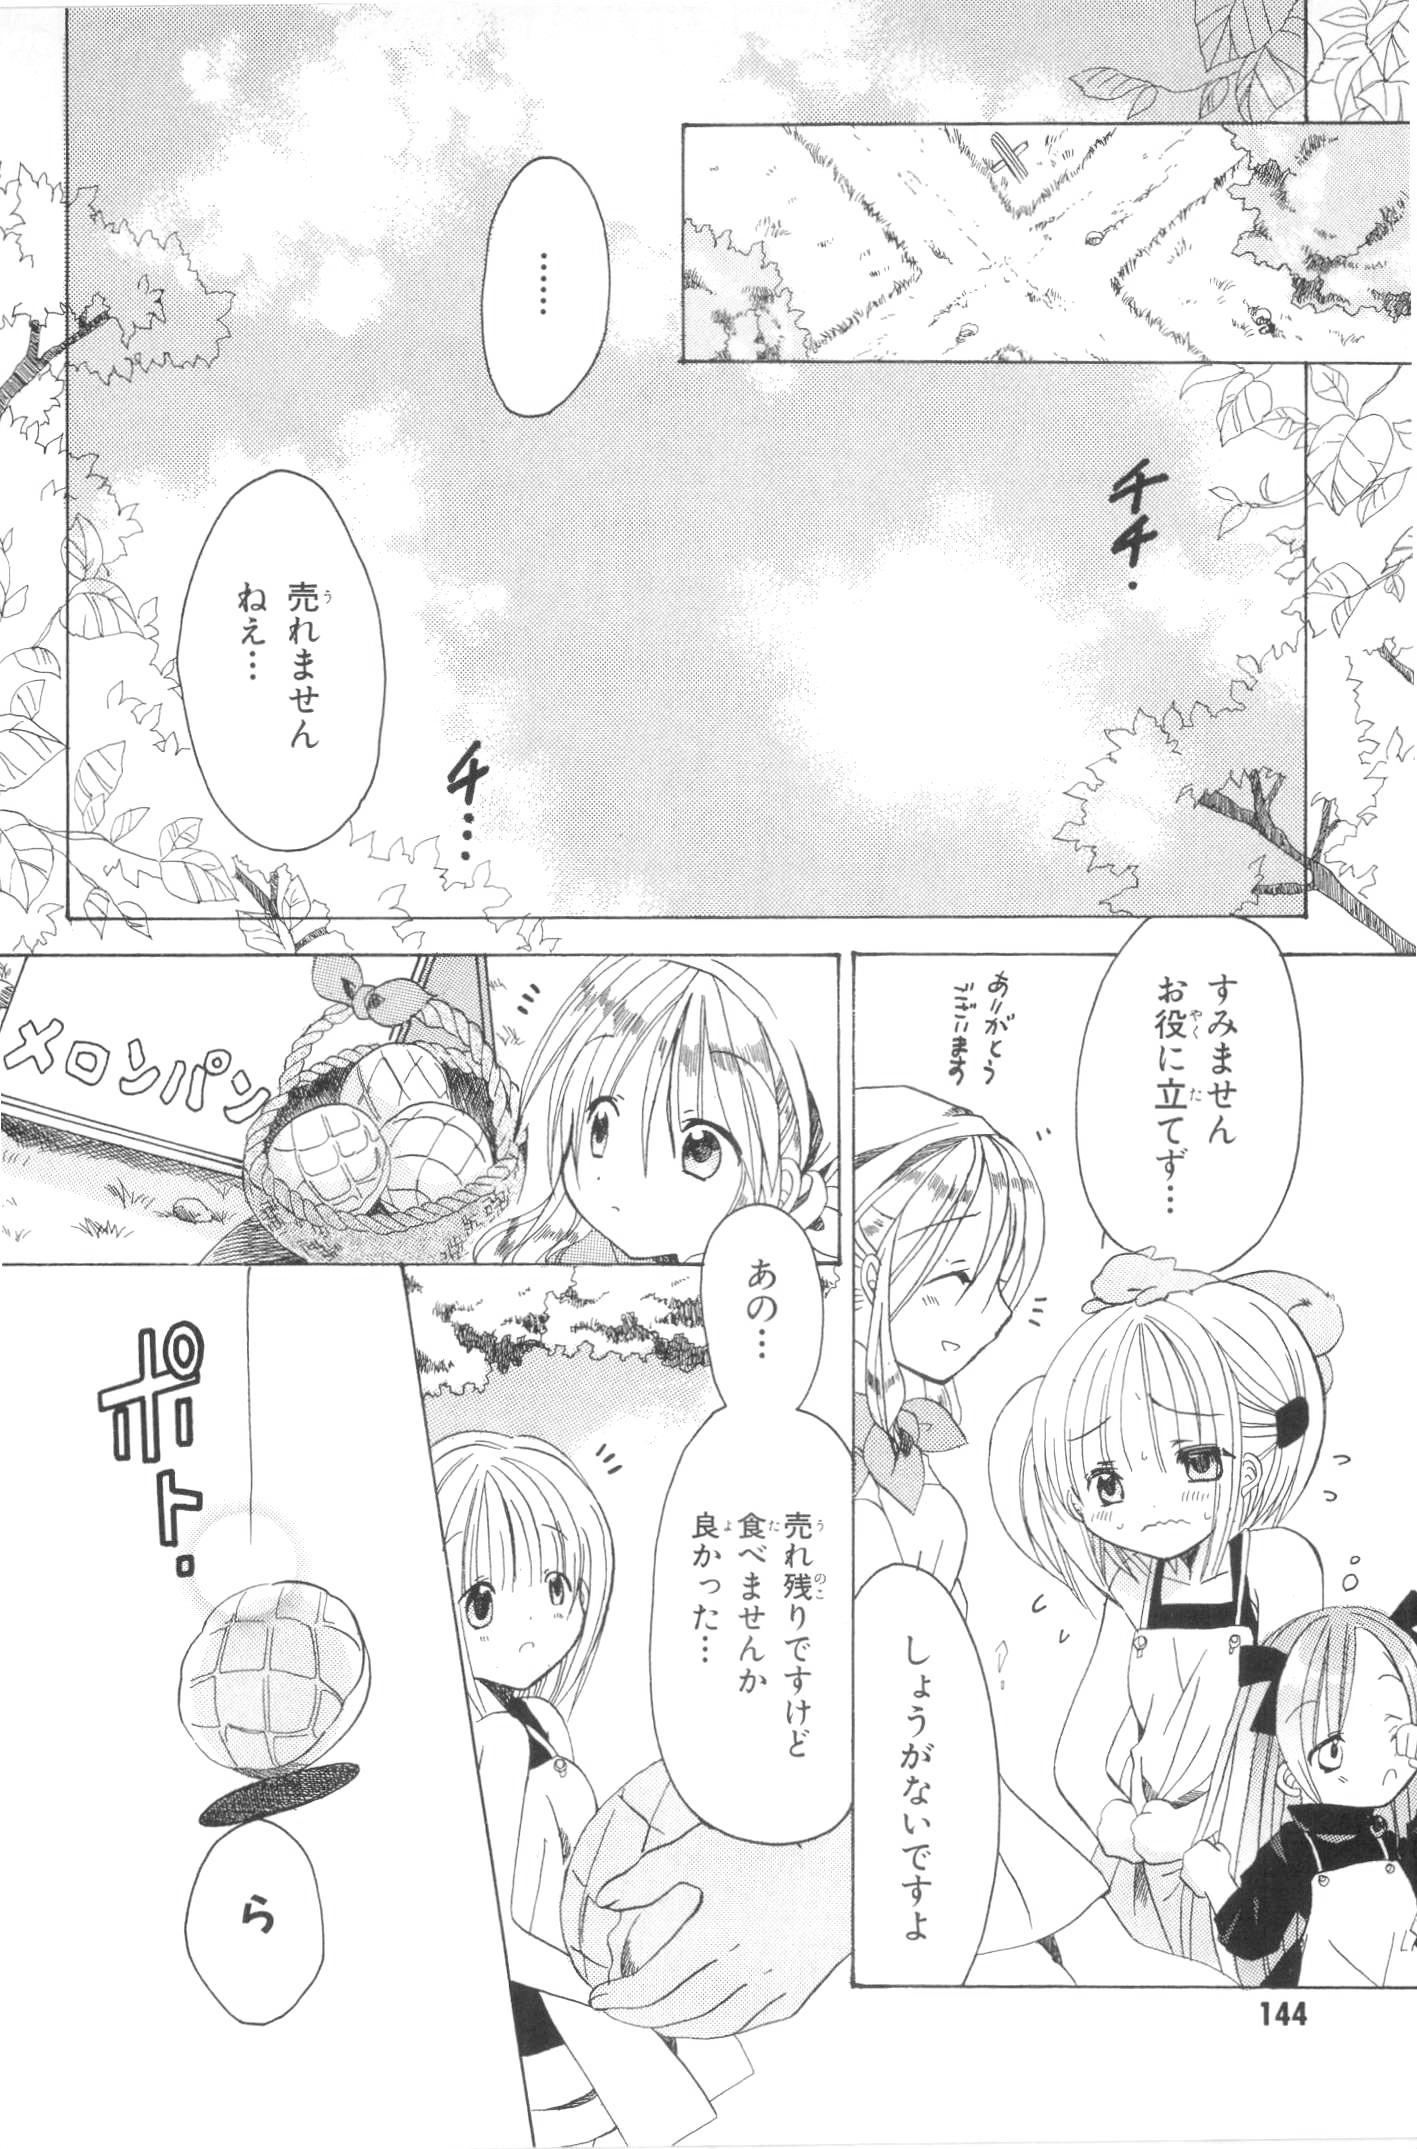 チチ・
……
チ…
売れません
ねえ…
すみません
お役に立てず…
ありがとう
ございます
しょうがないですよ
メロンパン
あの…
売れ残りですけど
食べませんか
良かった…
ポト・
ら
144